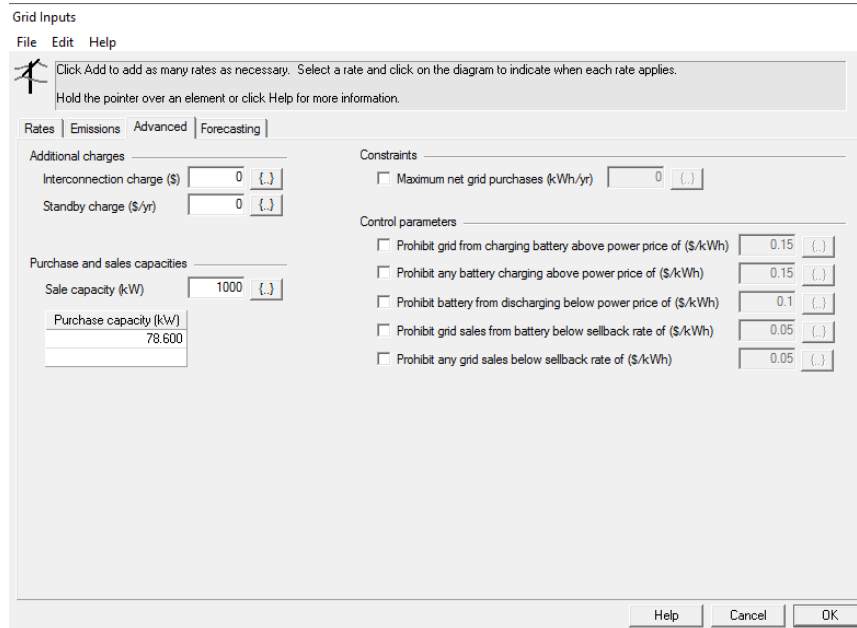 Grid Inputs
File Edit Help
Click Add to add as many rates as necessary. Select a rate and click on the diagram to indicate when each rate applies.
Hold the pointer over an element or click Help for more information.
Rates Emissions Advanced Forecasting
Additional charges
Interconnection charge ($) 0 {..}
Standby charge ($/yr) 0 {..}
Purchase and sales capacities
Sale capacity (kW) 1000 {..}
Purchase capacity (kW)
78.600
Constraints
Maximum net grid purchases (kWh/yr) 0 {..}
Control parameters
Prohibit grid from charging battery above power price of ($/kWh) 0.15 {..}
Prohibit any battery charging above power price of ($/kWh) 0.15 {..}
Prohibit battery from discharging below power price of ($/kWh) 0.1 {..}
Prohibit grid sales from battery below sellback rate of ($/kWh) 0.05 {..}
Prohibit any grid sales below sellback rate of ($/kWh) 0.05 {..}
Help Cancel OK